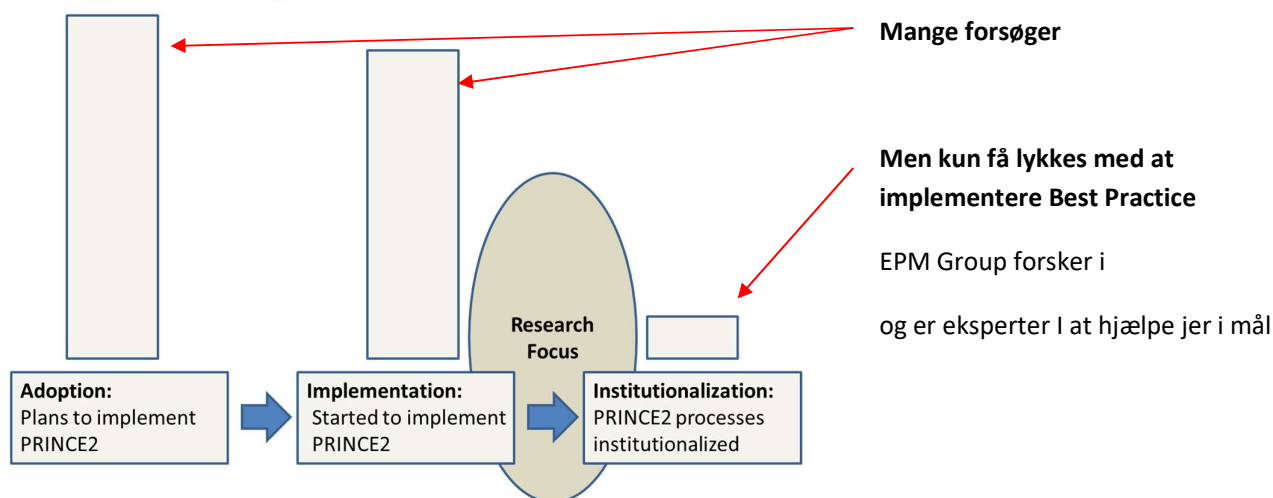 Mange forsøger
Men kun få lykkes med at
implementere Best Practice
EPM Group forsker i
og er eksperter I at hjælpe jer i mål
Research
Focus
Adoption:
Plans to implement
PRINCE2
Implementation:
Started to implement
PRINCE2
Institutionalization:
PRINCE2 processes
institutionalized